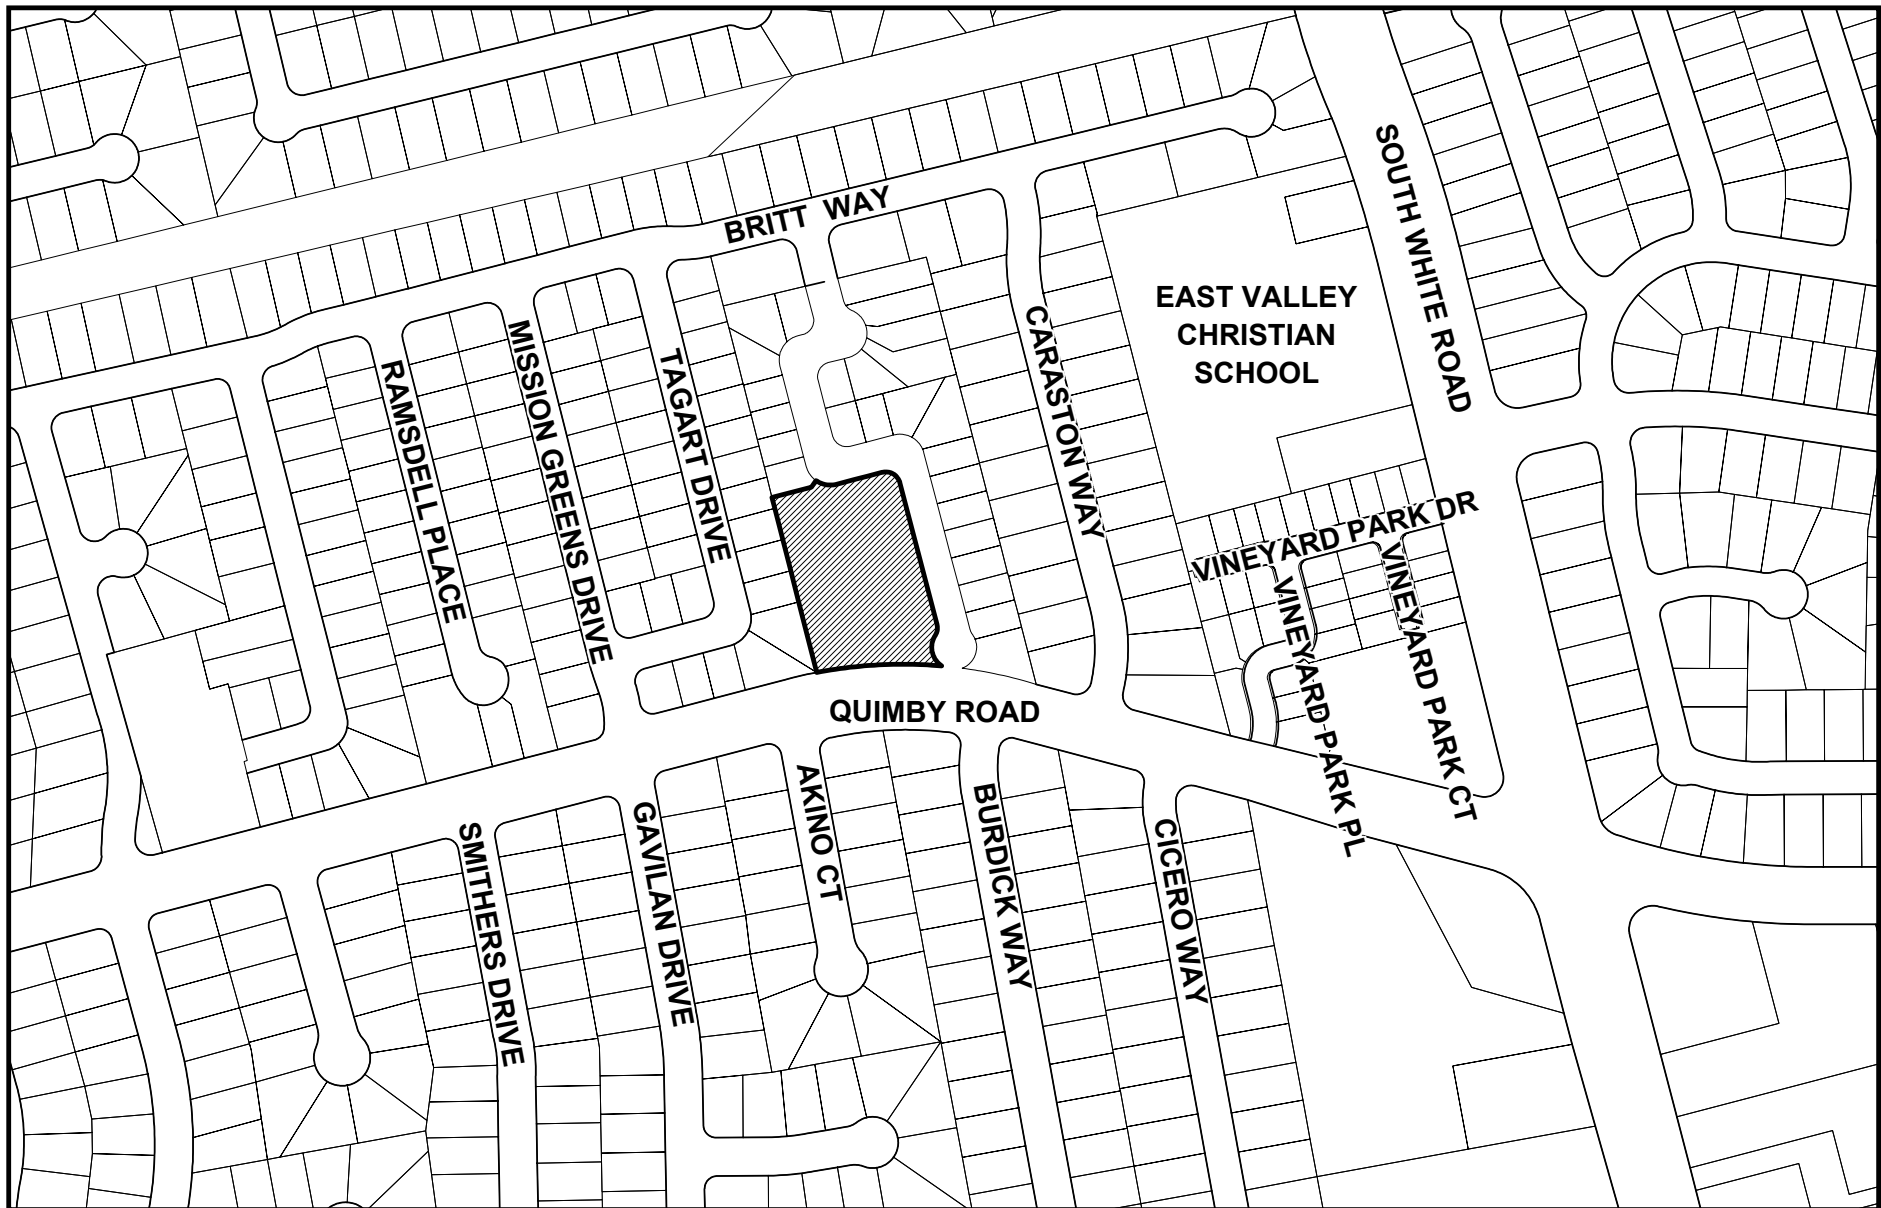 BRITT WAY
SOUTH WHITE ROAD
EAST VALLEY
CHRISTIAN
SCHOOL
CARASTON WAY
MISSION GREENS DRIVE
TAGART DRIVE
RAMSDELL PLACE
VINEYARD PARK DR
VINEYARD PARK PL
VINEYARD PARK CT
QUIMBY ROAD
AKINO CT
BURDICK WAY
GAVILAN DRIVE
SMITHERS DRIVE
CICERO WAY